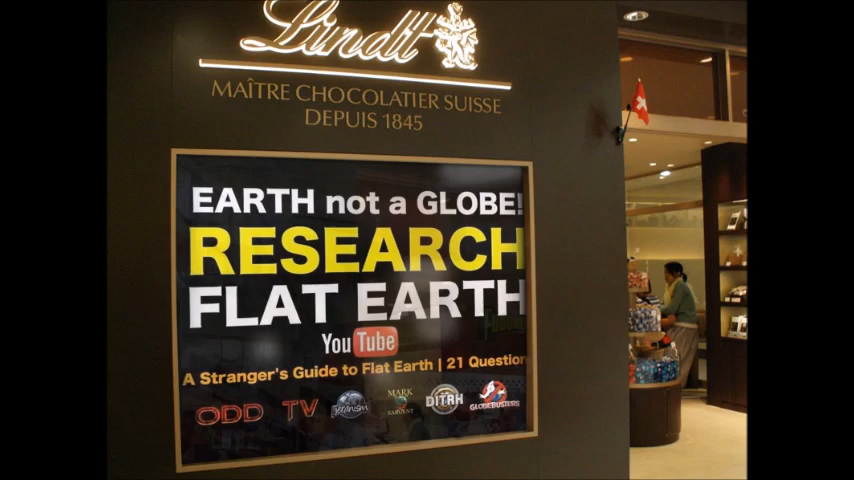 Lindt
MAÎTRE CHOCOLATIER SUISSE
DEPUIS 1845
EARTH not a GLOBE!
RESEARCH
FLAT EARTH
YouTube
A Stranger's Guide to Flat Earth | 21 Question
ODD TV jeranism MARK SARGENT DITRH GLOBEBUSTERS